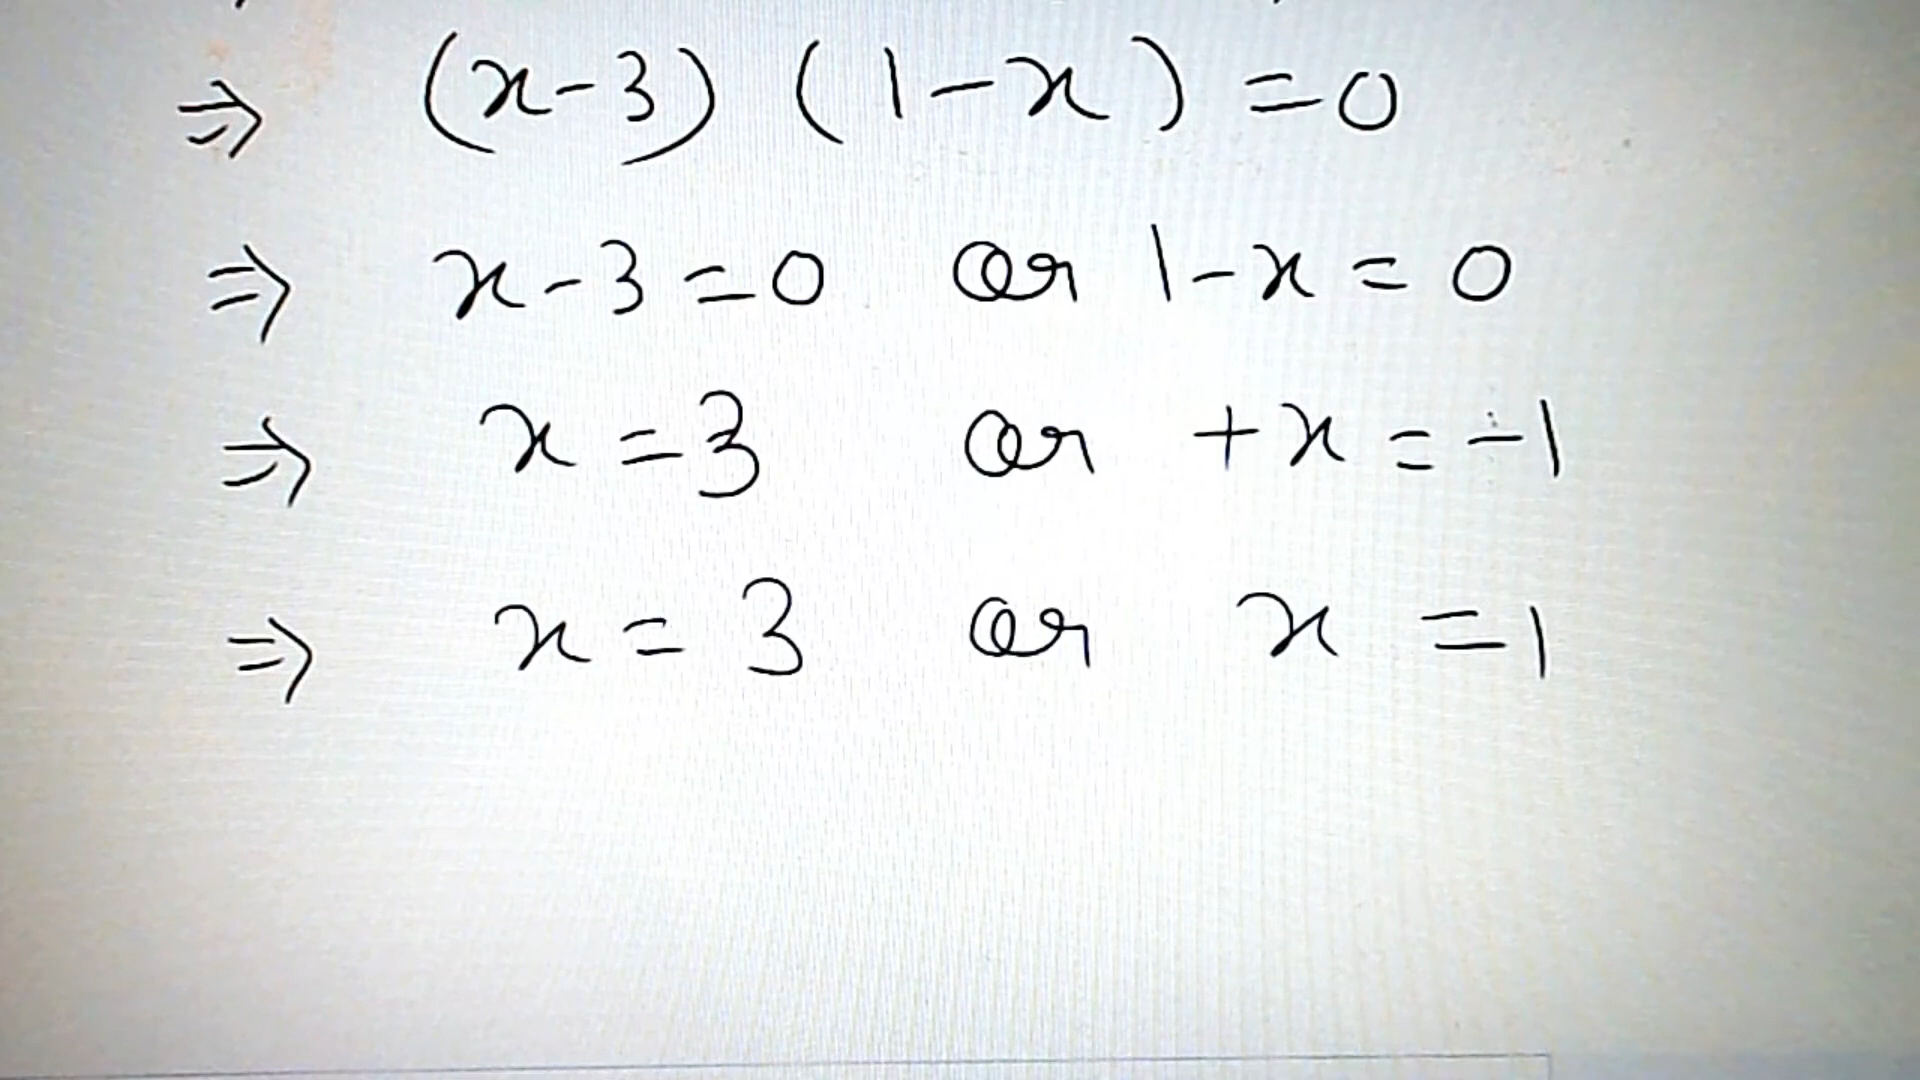 ⇒ (x-3) (1-x) =0
⇒ x-3=0 or 1-x=0
⇒ x=3 or +x=-1
⇒ x=3 or x=1